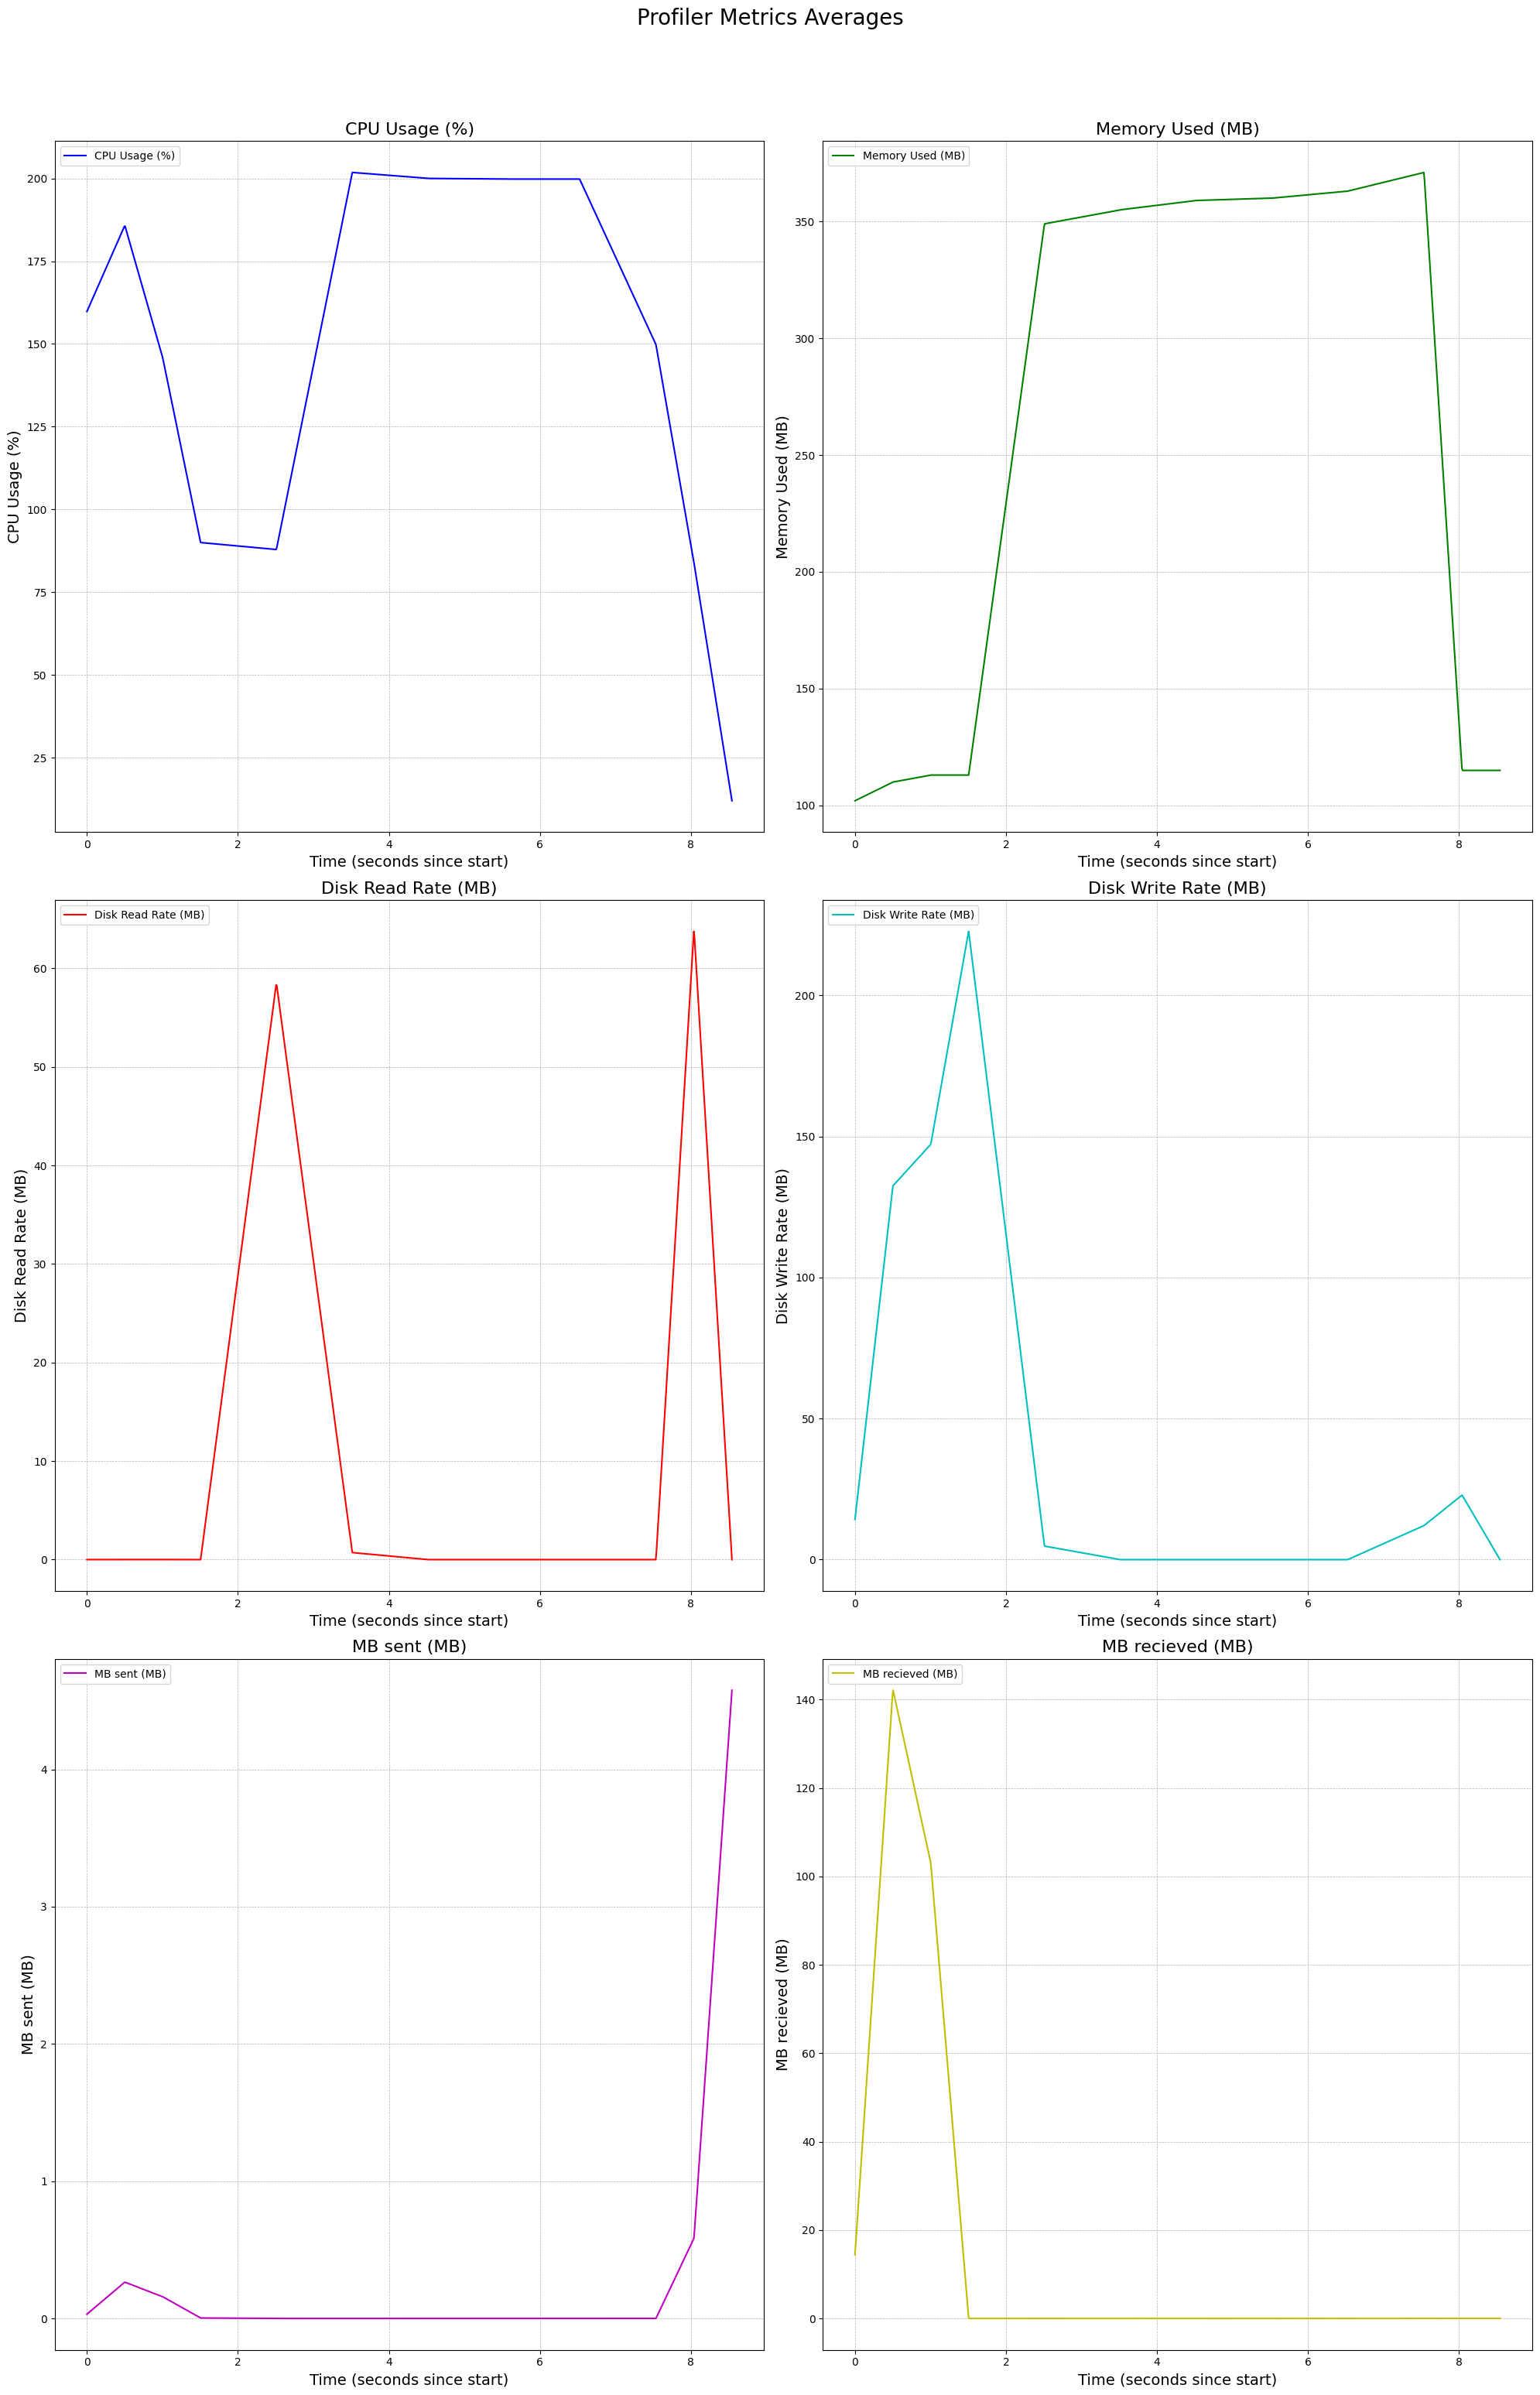 Profiler Metrics Averages
CPU Usage (%)
CPU Usage (%)
CPU Usage (%)
200
175
150
125
100
75
50
25
0 2 4 6 8
Time (seconds since start)
Memory Used (MB)
Memory Used (MB)
Memory Used (MB)
350
300
250
200
150
100
0 2 4 6 8
Time (seconds since start)
Disk Read Rate (MB)
Disk Read Rate (MB)
Disk Read Rate (MB)
60
50
40
30
20
10
0
0 2 4 6 8
Time (seconds since start)
Disk Write Rate (MB)
Disk Write Rate (MB)
Disk Write Rate (MB)
200
150
100
50
0
0 2 4 6 8
Time (seconds since start)
MB sent (MB)
MB sent (MB)
MB sent (MB)
4
3
2
1
0
0 2 4 6 8
Time (seconds since start)
MB recieved (MB)
MB recieved (MB)
MB recieved (MB)
140
120
100
80
60
40
20
0
0 2 4 6 8
Time (seconds since start)